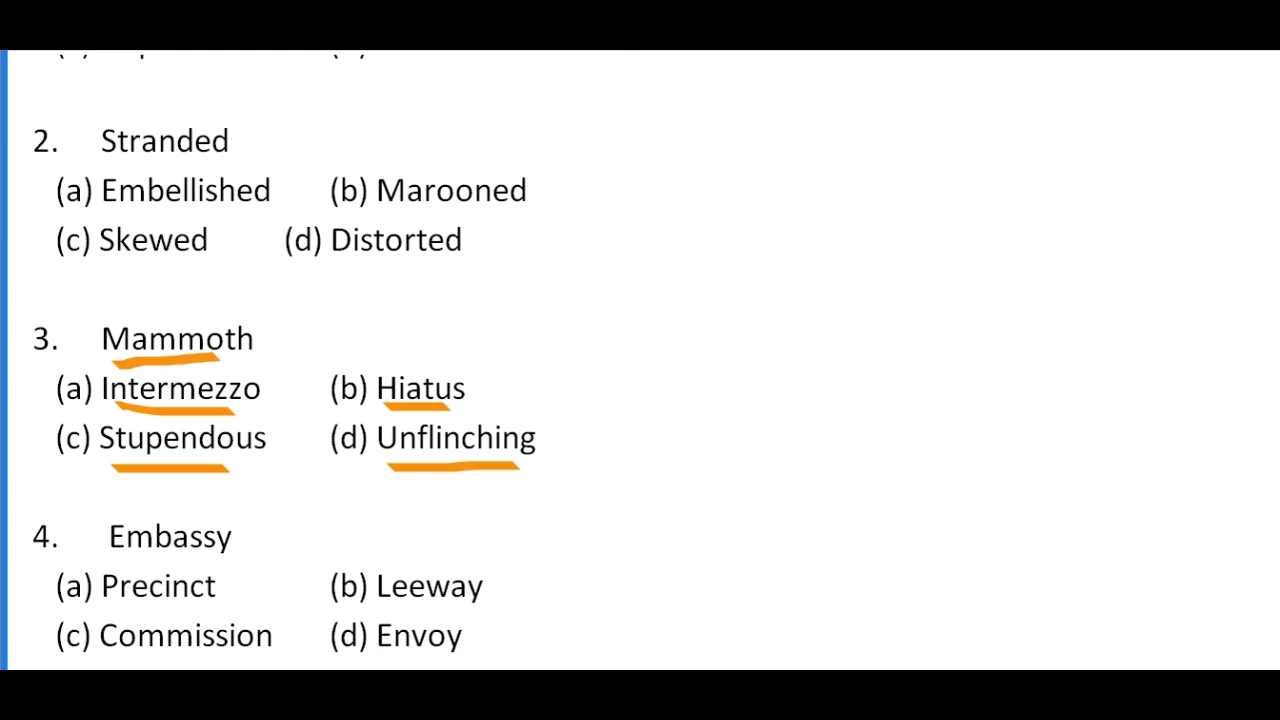 2. Stranded
(a) Embellished (b) Marooned
(c) Skewed (d) Distorted
3. Mammoth
(a) Intermezzo (b) Hiatus
(c) Stupendous (d) Unflinching
4. Embassy
(a) Precinct (b) Leeway
(c) Commission (d) Envoy